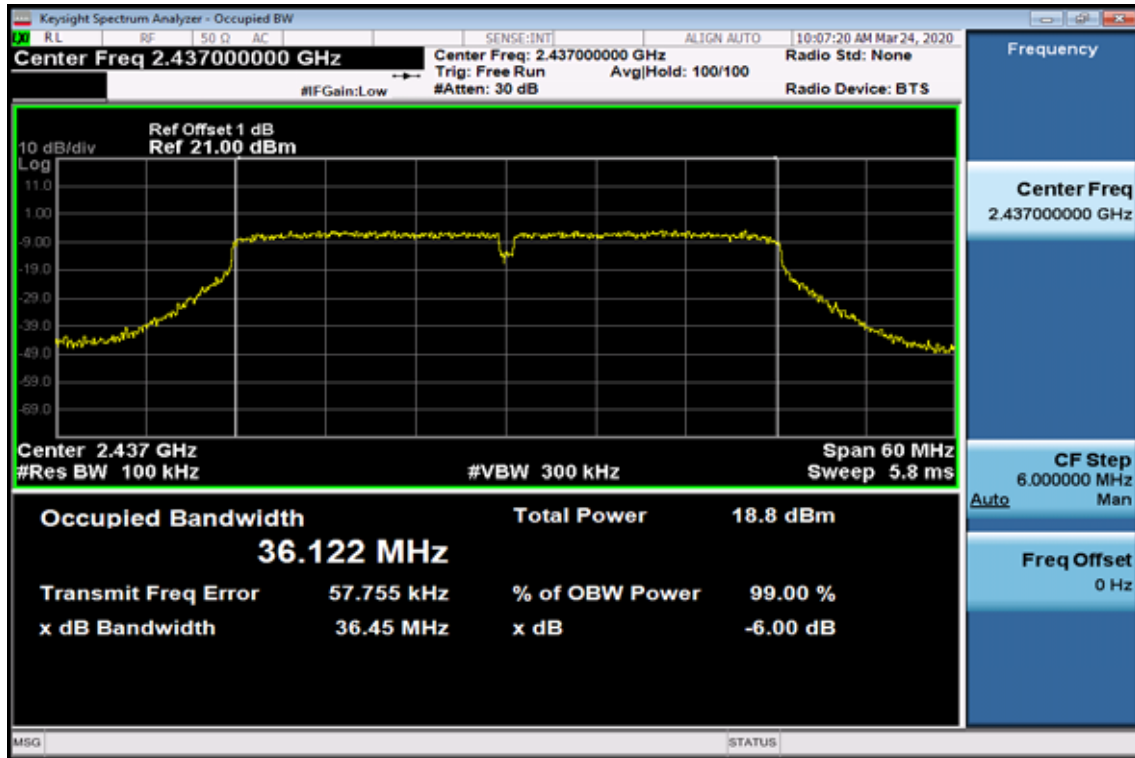 Keysight Spectrum Analyzer - Occupied BW
LXI RL RF 50 Ω AC SENSE:INT ALIGN AUTO 10:07:20 AM Mar 24, 2020
Center Freq 2.437000000 GHz
Center Freq: 2.437000000 GHz Radio Std: None
Trig: Free Run Avg|Hold: 100/100
#IFGain:Low #Atten: 30 dB Radio Device: BTS
Ref Offset 1 dB
10 dB/div Ref 21.00 dBm
Log
11.0
1.00
-9.00
-19.0
-29.0
-39.0
-49.0
-59.0
-69.0
Center 2.437 GHz Span 60 MHz
#Res BW 100 kHz #VBW 300 kHz Sweep 5.8 ms
Occupied Bandwidth Total Power 18.8 dBm
36.122 MHz
Transmit Freq Error 57.755 kHz % of OBW Power 99.00 %
x dB Bandwidth 36.45 MHz x dB -6.00 dB
MSG STATUS
Frequency
Center Freq
2.437000000 GHz
CF Step
6.000000 MHz
Auto Man
Freq Offset
0 Hz